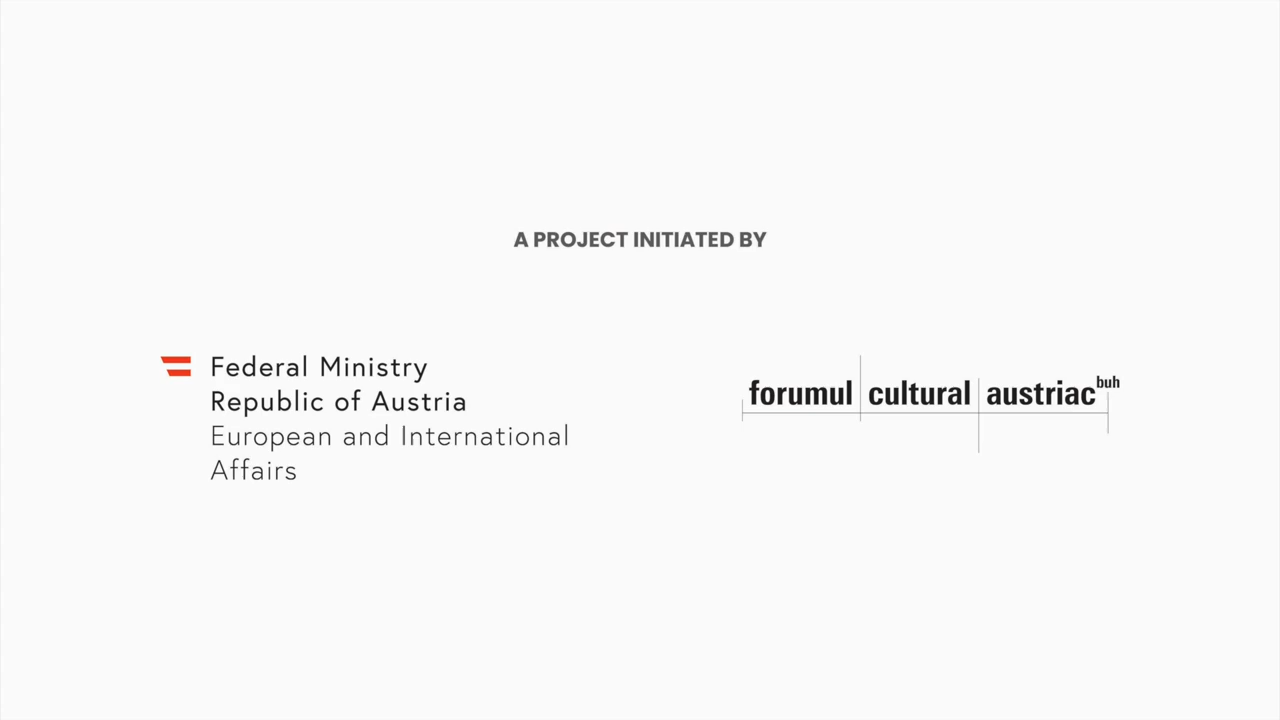 A PROJECT INITIATED BY
Federal Ministry
Republic of Austria
European and International
Affairs
forumul cultural austriac buh